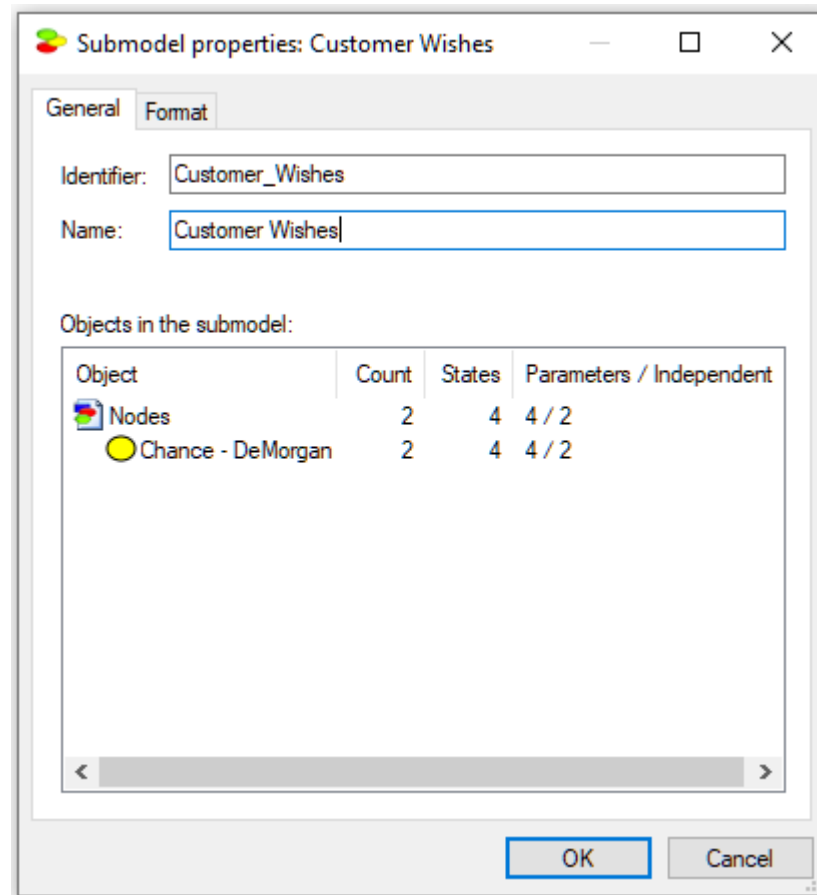 Submodel properties: Customer Wishes
General Format
Identifier: Customer_Wishes
Name: Customer Wishes
Objects in the submodel:
Object Count States Parameters / Independent
Nodes 2 4 4 / 2
Chance - DeMorgan 2 4 4 / 2
OK Cancel